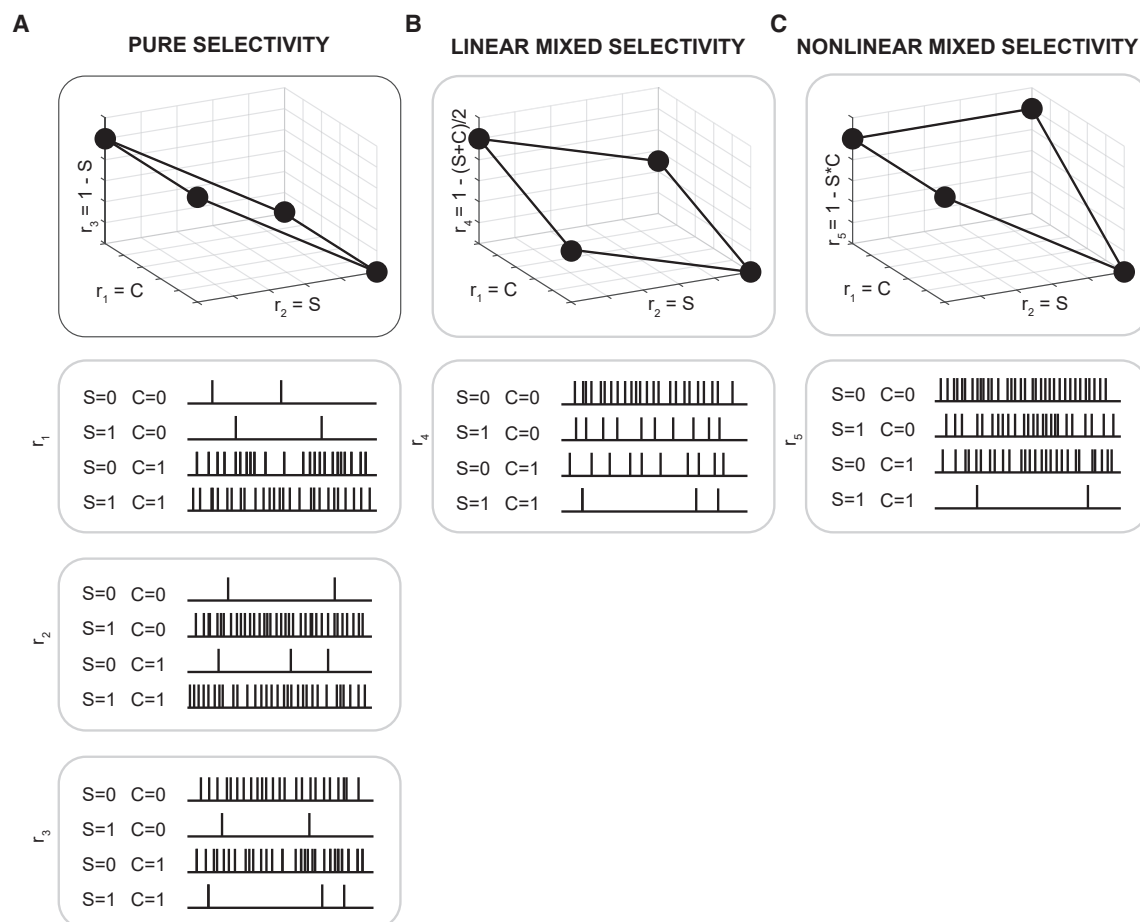 A
PURE SELECTIVITY
B
LINEAR MIXED SELECTIVITY
C
NONLINEAR MIXED SELECTIVITY
r3 = 1 - S
r1 = C
r2 = S
r4 = 1 - (S+C)/2
r1 = C
r2 = S
r5 = 1 - S*C
r1 = C
r2 = S
r1
S=0 C=0
S=1 C=0
S=0 C=1
S=1 C=1
r4
S=0 C=0
S=1 C=0
S=0 C=1
S=1 C=1
r5
S=0 C=0
S=1 C=0
S=0 C=1
S=1 C=1
r2
S=0 C=0
S=1 C=0
S=0 C=1
S=1 C=1
r3
S=0 C=0
S=1 C=0
S=0 C=1
S=1 C=1